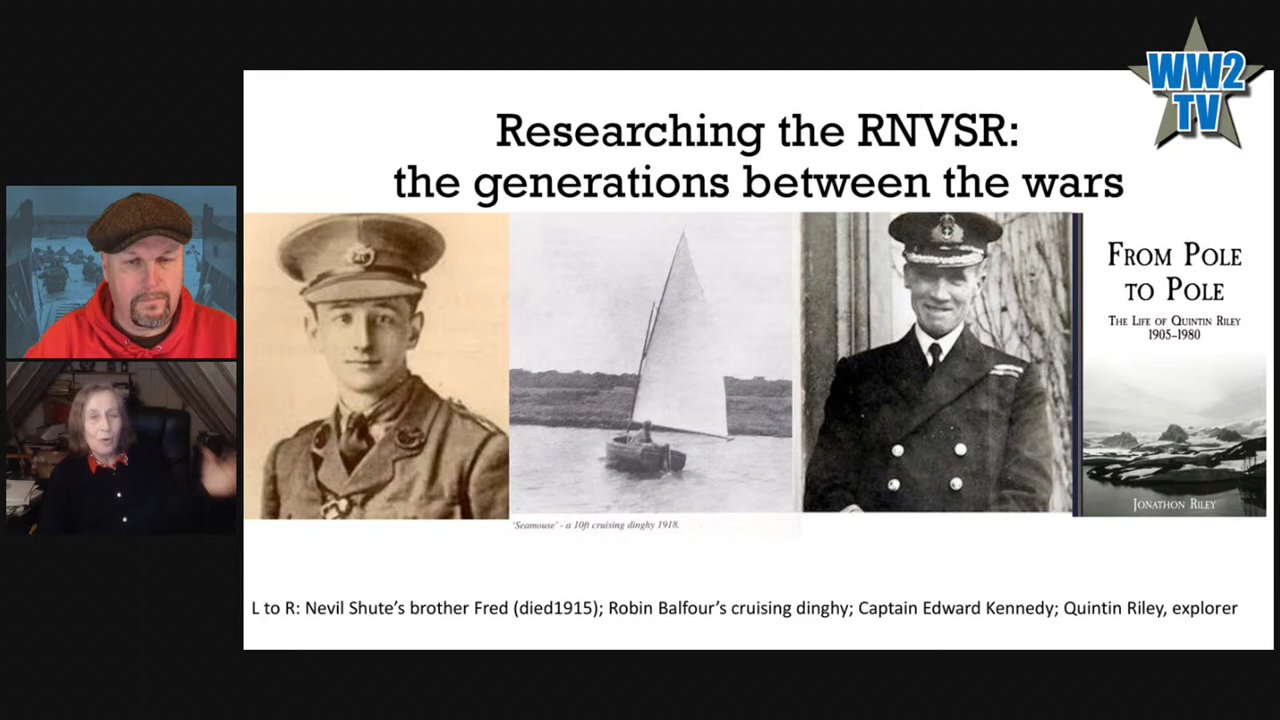 WW2
TV
Researching the RNVSR:
the generations between the wars
FROM POLE
TO POLE
THE LIFE OF QUINTIN RILEY
1905–1980
JONATHON RILEY
'Seamouse' - a 10ft cruising dinghy 1918.
L to R: Nevil Shute's brother Fred (died1915); Robin Balfour's cruising dinghy; Captain Edward Kennedy; Quintin Riley, explorer